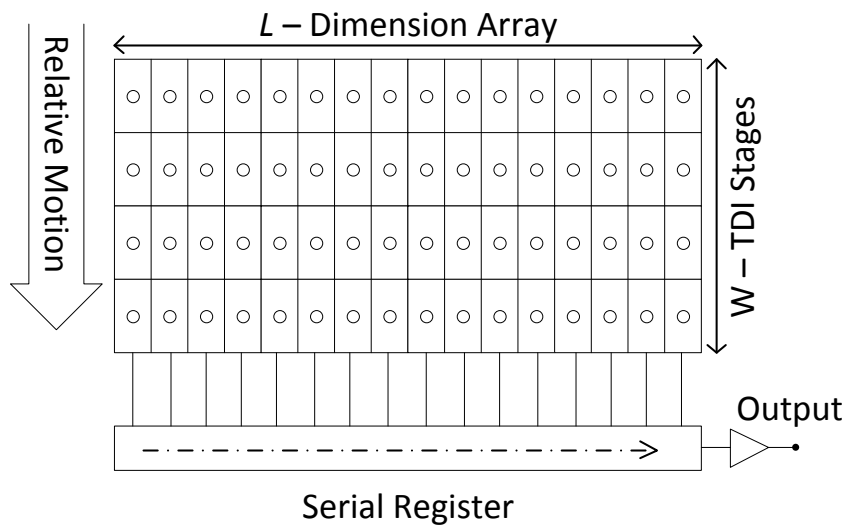 L – Dimension Array
Relative Motion
W – TDI Stages
Output
Serial Register